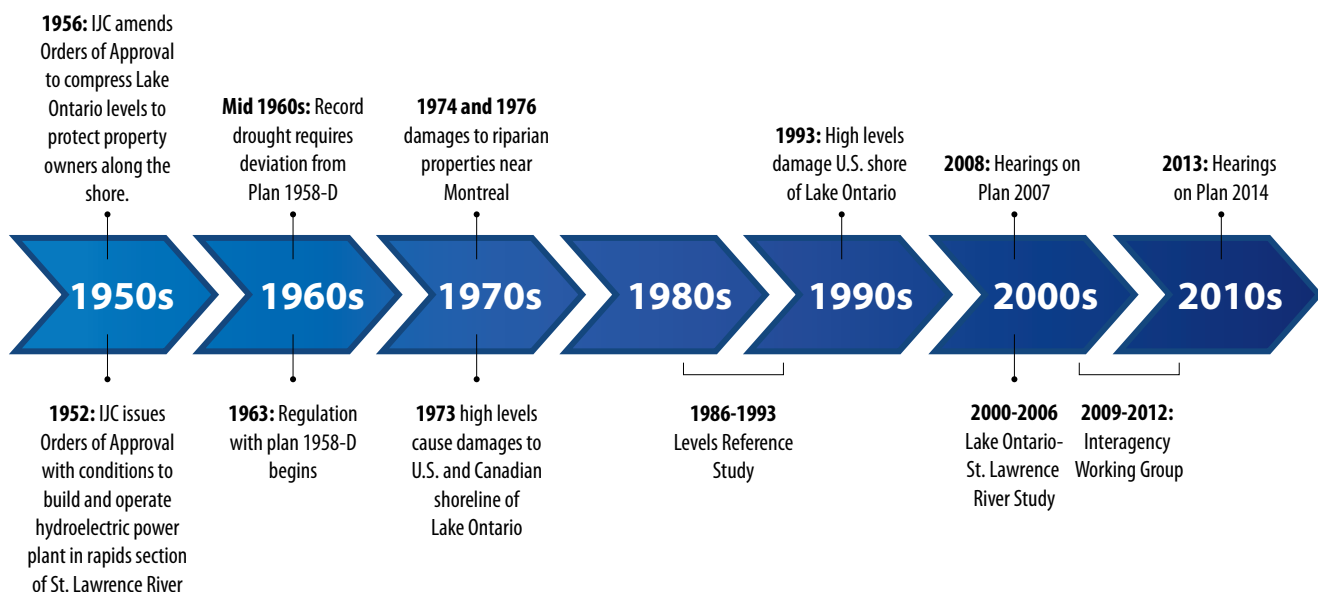 1956: IJC amends
Orders of Approval
to compress Lake
Ontario levels to
protect property
owners along the
shore.
Mid 1960s: Record
drought requires
deviation from
Plan 1958-D
1974 and 1976
damages to riparian
properties near
Montreal
1993: High levels
damage U.S. shore
of Lake Ontario
2008: Hearings on
Plan 2007
2013: Hearings
on Plan 2014
1950s
1960s
1970s
1980s
1990s
2000s
2010s
1952: IJC issues
Orders of Approval
with conditions to
build and operate
hydroelectric power
plant in rapids section
of St. Lawrence River
1963: Regulation
with plan 1958-D
begins
1973 high levels
cause damages to
U.S. and Canadian
shoreline of
Lake Ontario
1986-1993
Levels Reference
Study
2000-2006
Lake Ontario-
St. Lawrence
River Study
2009-2012:
Interagency
Working Group